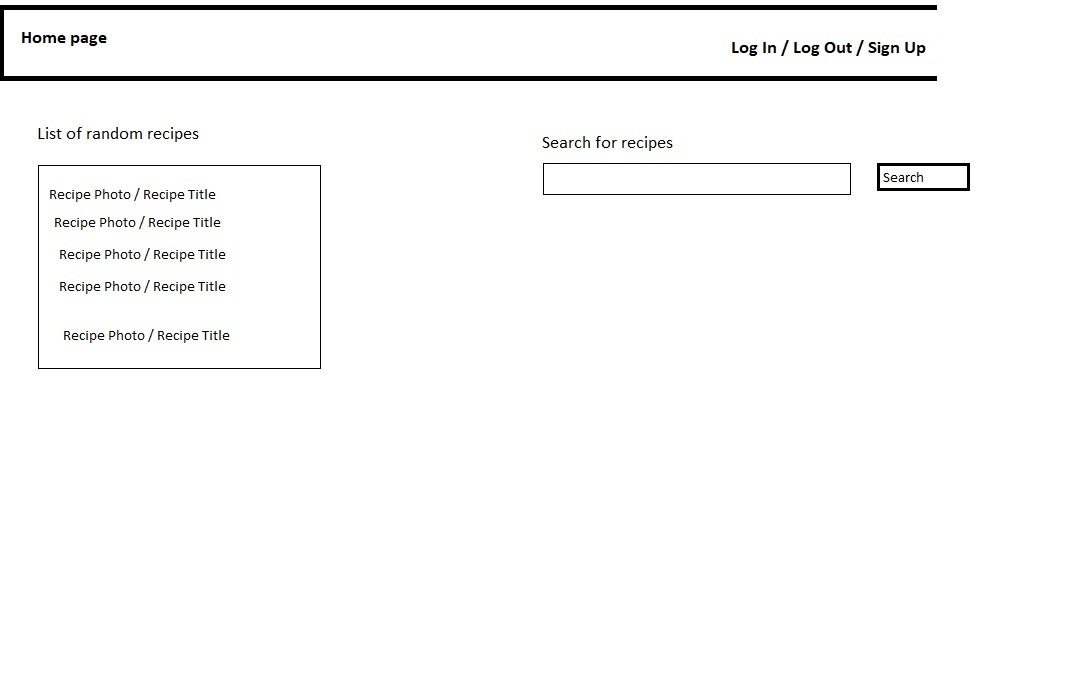 Home page
Log In / Log Out / Sign Up
List of random recipes
Recipe Photo / Recipe Title
Recipe Photo / Recipe Title
Recipe Photo / Recipe Title
Recipe Photo / Recipe Title
Recipe Photo / Recipe Title
Search for recipes
Search